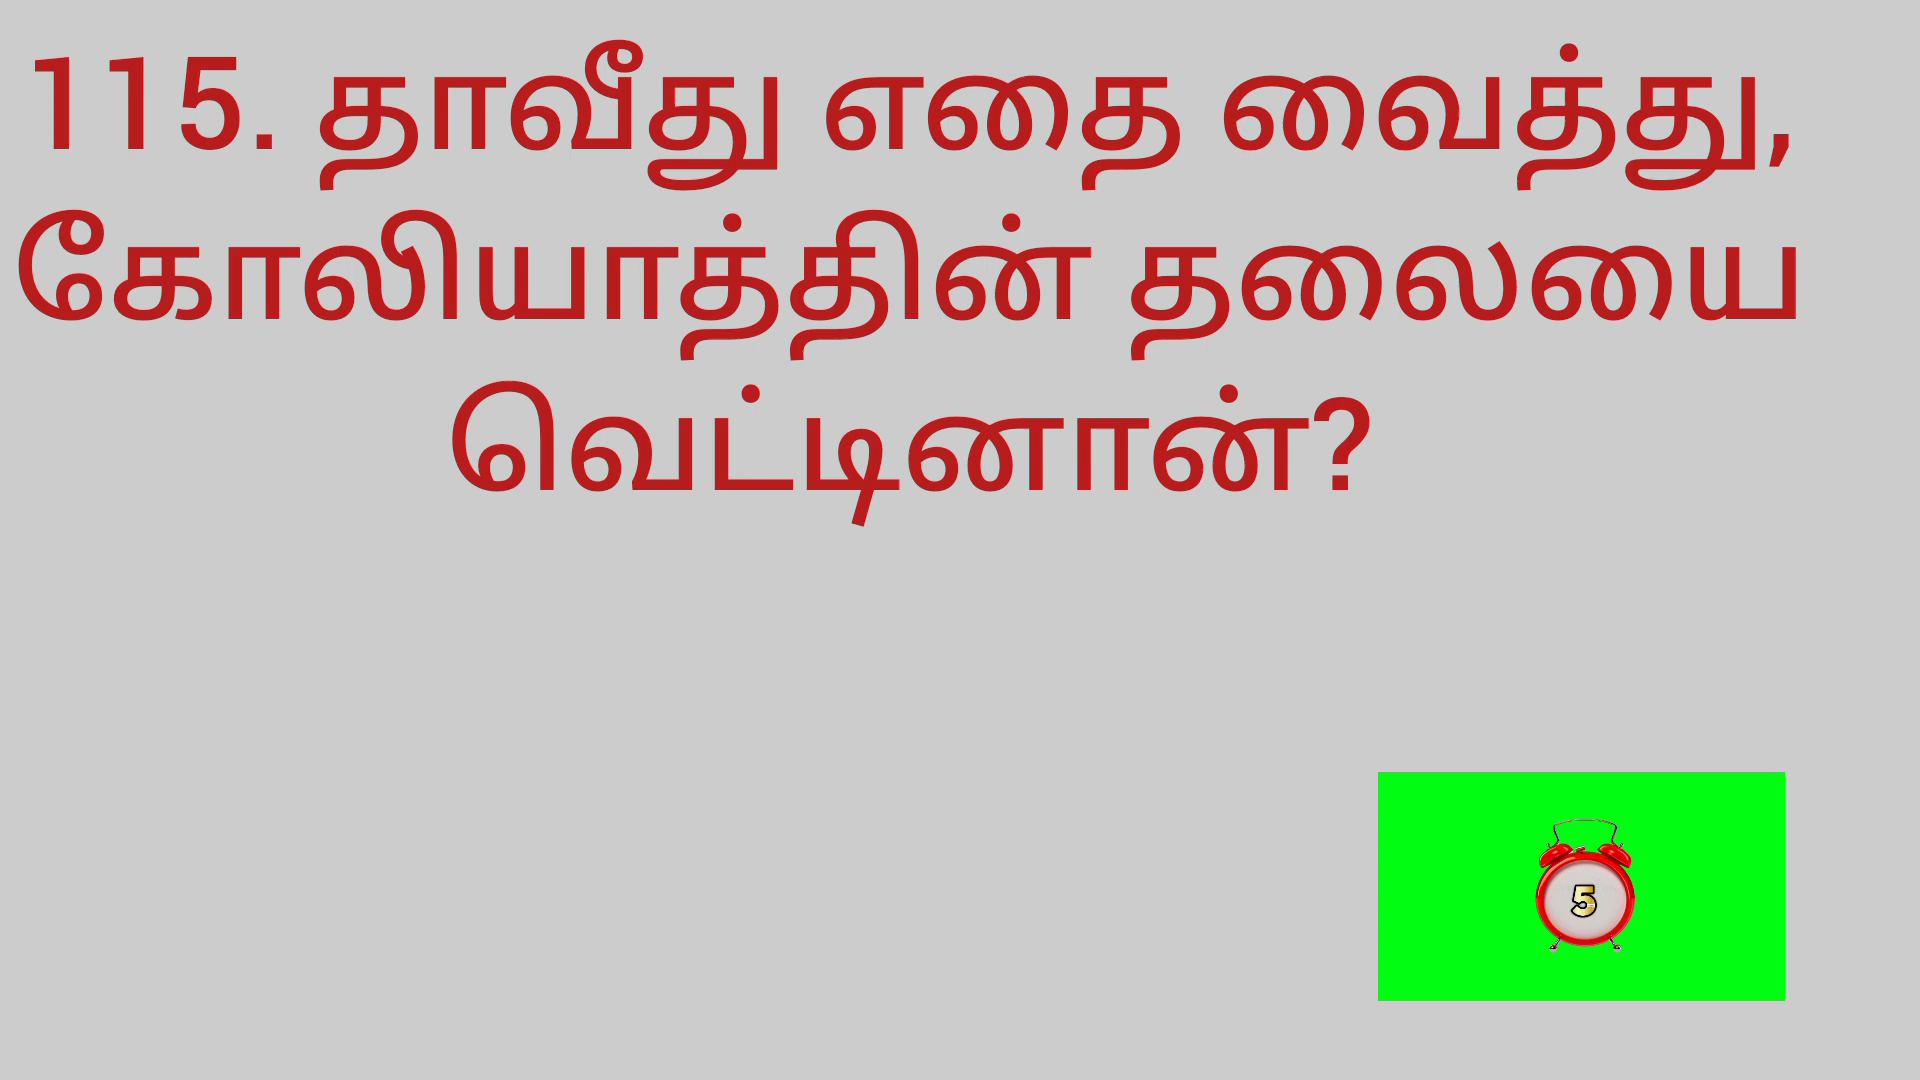 115. தாவீது எதை வைத்து,
கோலியாத்தின் தலையை
வெட்டினான்?
5